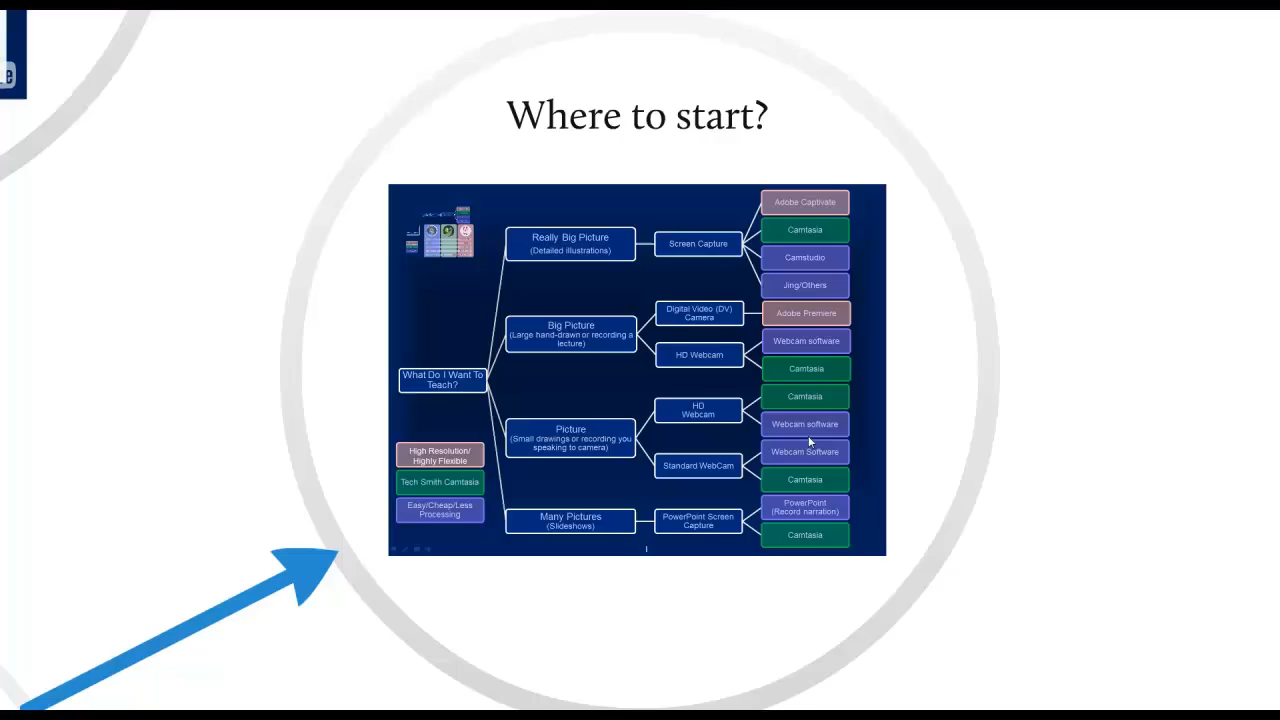 Where to start?
Really Big Picture
(Detailed illustrations)
Screen Capture
Adobe Captivate
Camtasia
Camstudio
Jing/Others
Big Picture
(Large hand-drawn or recording a
lecture)
Digital Video (DV)
Camera
Adobe Premiere
HD Webcam
Webcam software
Camtasia
What Do I Want To
Teach?
Picture
(Small drawings or recording you
speaking to camera)
HD
Webcam
Camtasia
Webcam software
Standard WebCam
Webcam Software
Camtasia
Many Pictures
(Slideshows)
PowerPoint Screen
Capture
PowerPoint
(Record narration)
Camtasia
High Resolution/
Highly Flexible
Tech Smith Camtasia
Easy/Cheap/Less
Processing